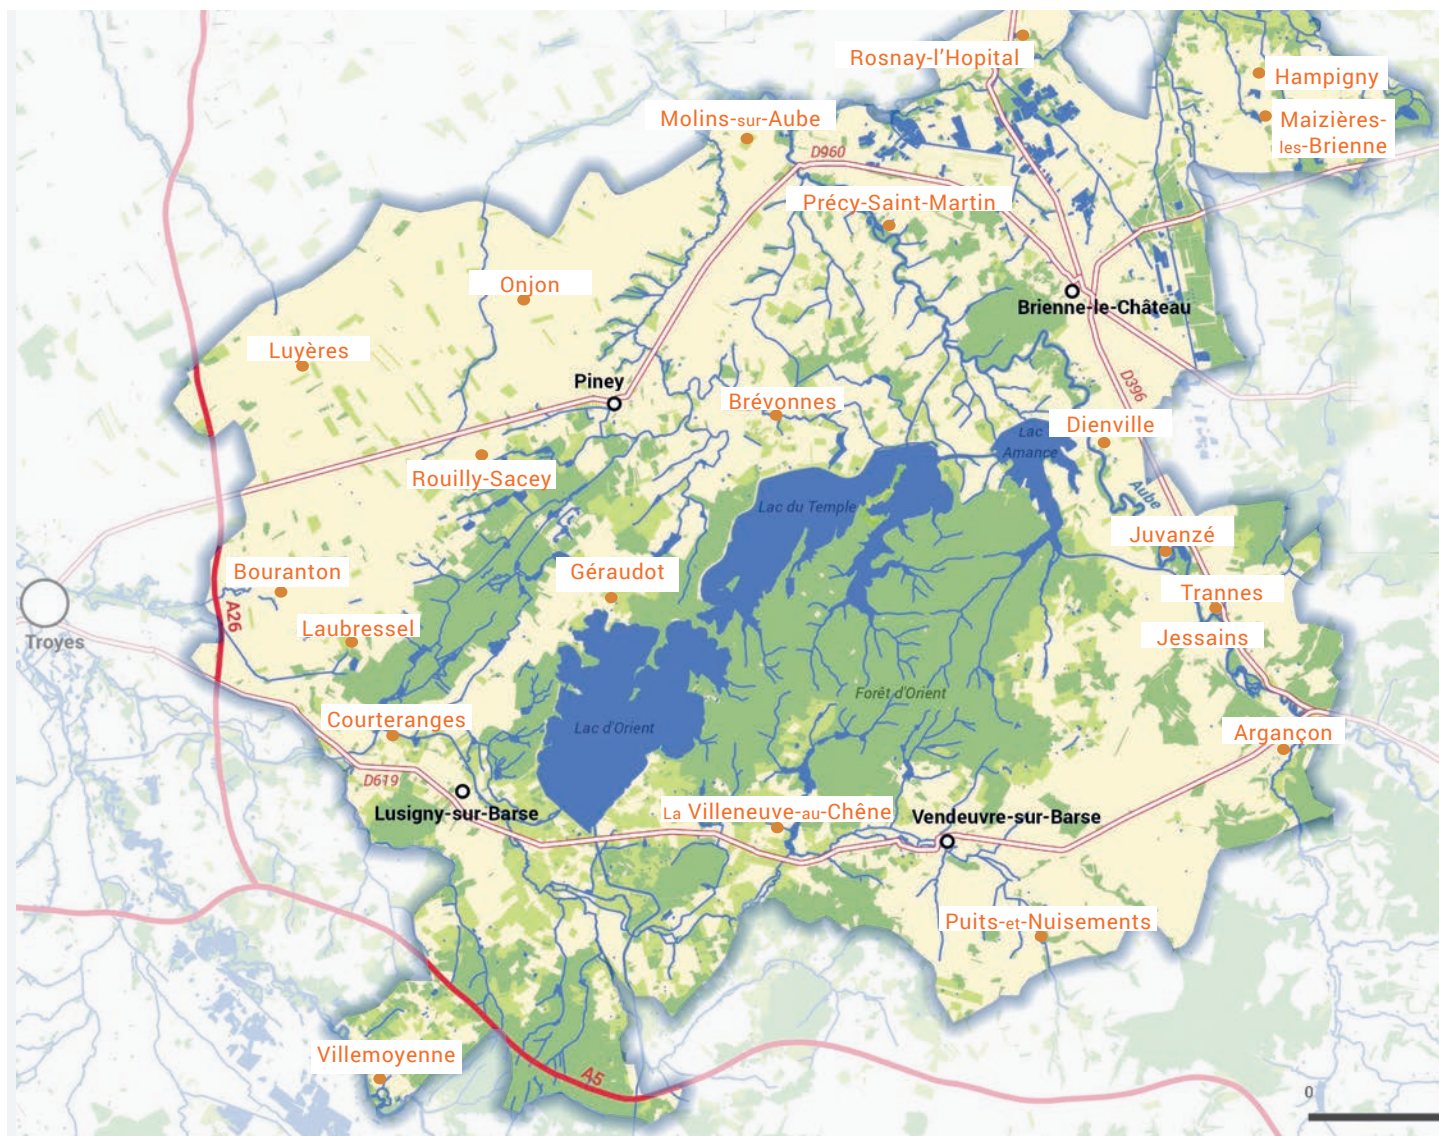 Rosnay-l'Hopital
Hampigny
Molins-sur-Aube
Maizières-
les-Brienne
D960
Précy-Saint-Martin
Onjon
Brienne-le-Château
Luyères
Piney
D396
Brévonnes
Dienville
Lac
Amance
Rouilly-Sacey
Aube
Lac du Temple
Juvanzé
Bouranton
Géraudot
Trannes
A26
Troyes
Laubressel
Jessains
Forêt d'Orient
Courteranges
Lac d'Orient
Argançon
D619
Lusigny-sur-Barse
La Villeneuve-au-Chêne
Vendeuvre-sur-Barse
Puits-et-Nuisements
Villemoyenne
A5
0